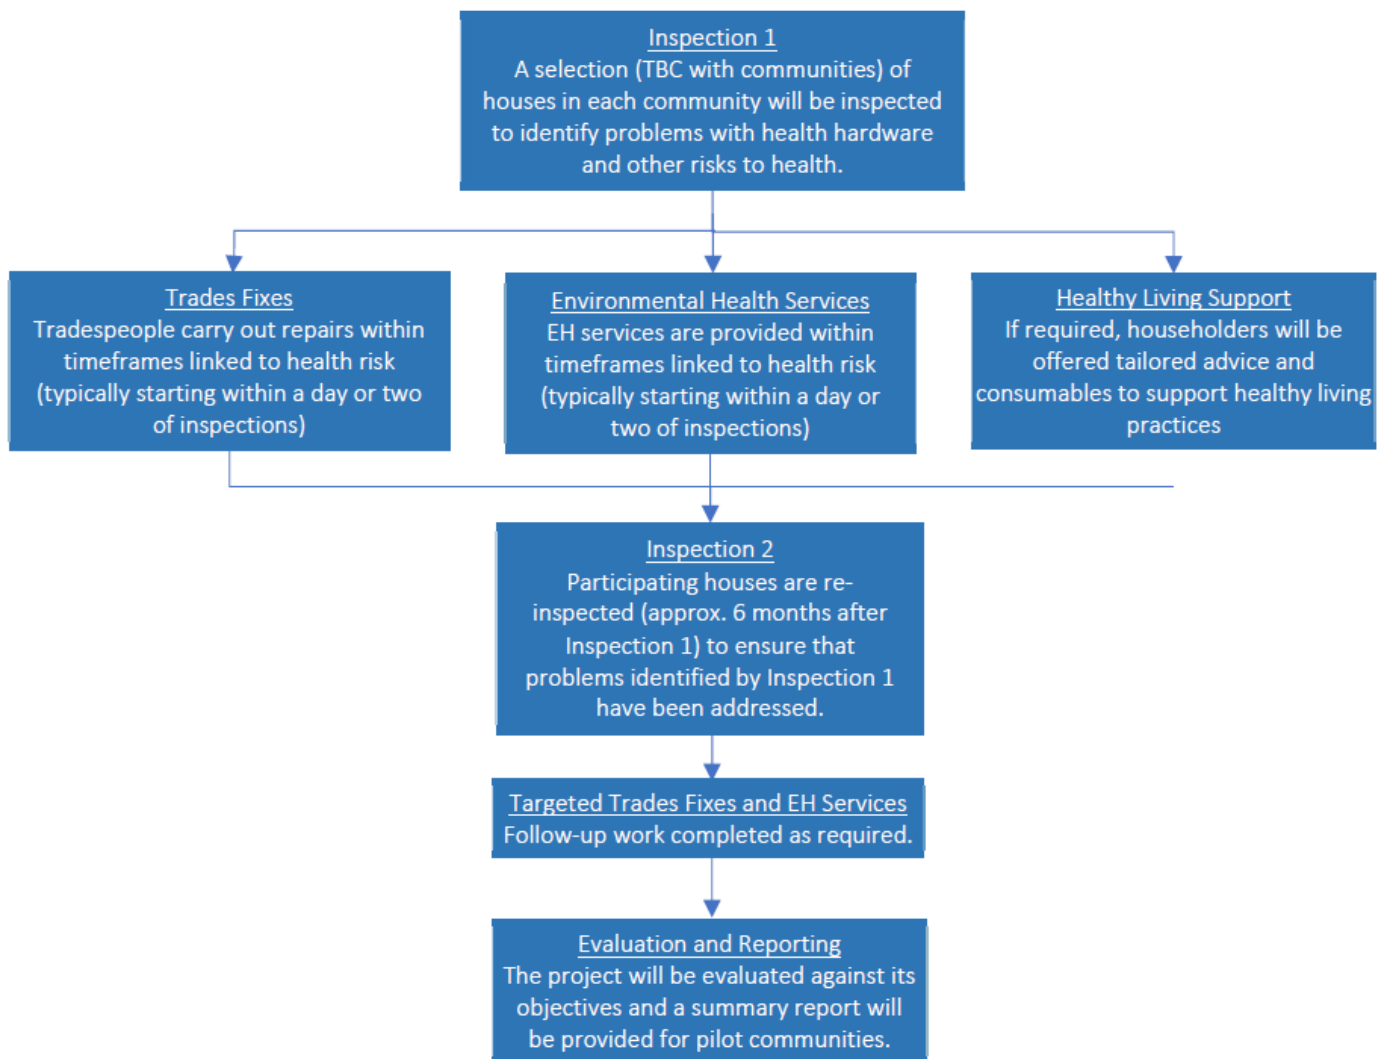 Inspection 1
A selection (TBC with communities) of
houses in each community will be inspected
to identify problems with health hardware
and other risks to health.
Trades Fixes
Tradespeople carry out repairs within
timeframes linked to health risk
(typically starting within a day or two
of inspections)
Environmental Health Services
EH services are provided within
timeframes linked to health risk
(typically starting within a day or
two of inspections)
Healthy Living Support
If required, householders will be
offered tailored advice and
consumables to support healthy living
practices
Inspection 2
Participating houses are re-
inspected (approx. 6 months after
Inspection 1) to ensure that
problems identified by Inspection 1
have been addressed.
Targeted Trades Fixes and EH Services
Follow-up work completed as required.
Evaluation and Reporting
The project will be evaluated against its
objectives and a summary report will
be provided for pilot communities.